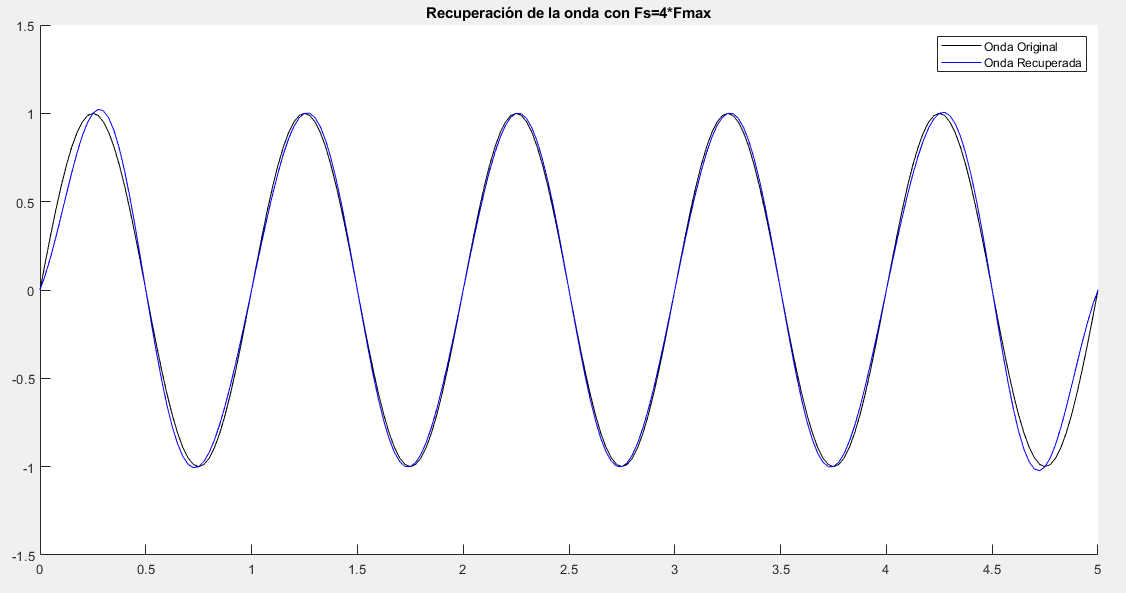 Recuperación de la onda con Fs=4*Fmax
Onda Original
Onda Recuperada
1.5
1
0.5
0
-0.5
-1
-1.5
0 0.5 1 1.5 2 2.5 3 3.5 4 4.5 5